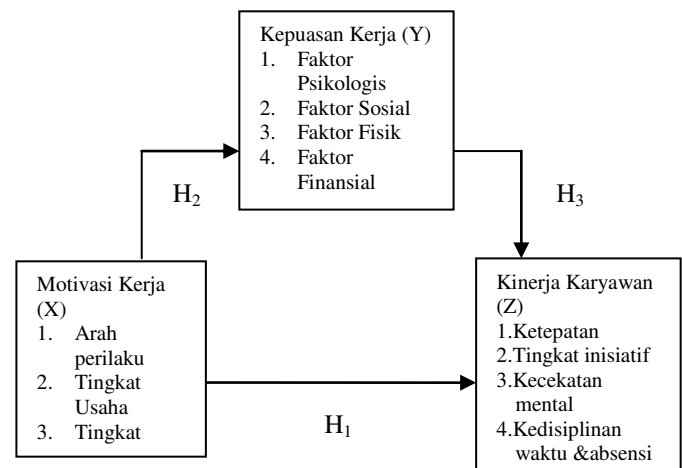 Kepuasan Kerja (Y)
1. Faktor
Psikologis
2. Faktor Sosial
3. Faktor Fisik
4. Faktor
Finansial
H2
H3
Motivasi Kerja
(X)
1. Arah
perilaku
2. Tingkat
Usaha
3. Tingkat
Kinerja Karyawan
(Z)
1.Ketepatan
2.Tingkat inisiatif
3.Kecekatan
mental
4.Kedisiplinan
waktu &absensi
H1